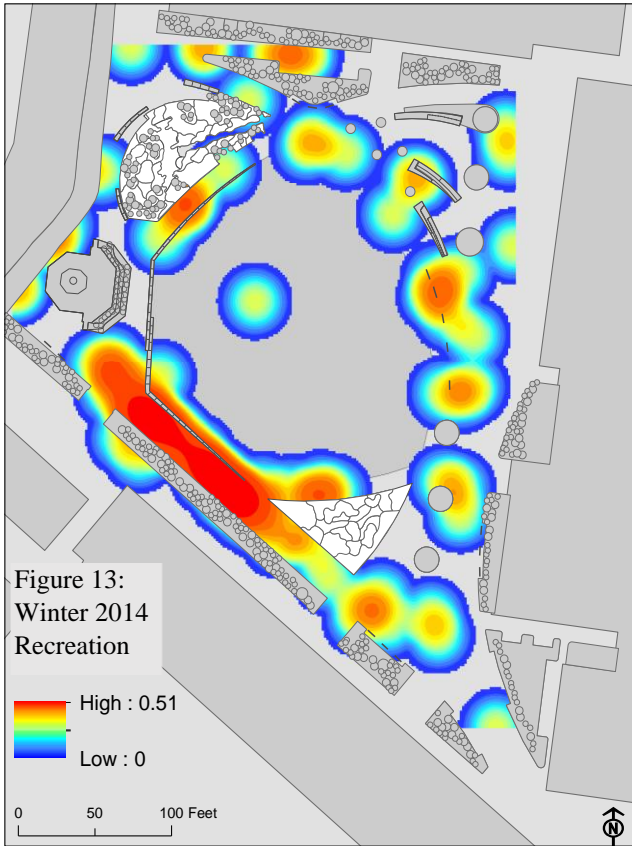 Figure 13:
Winter 2014
Recreation
High : 0.51
Low : 0
0 50 100 Feet
N